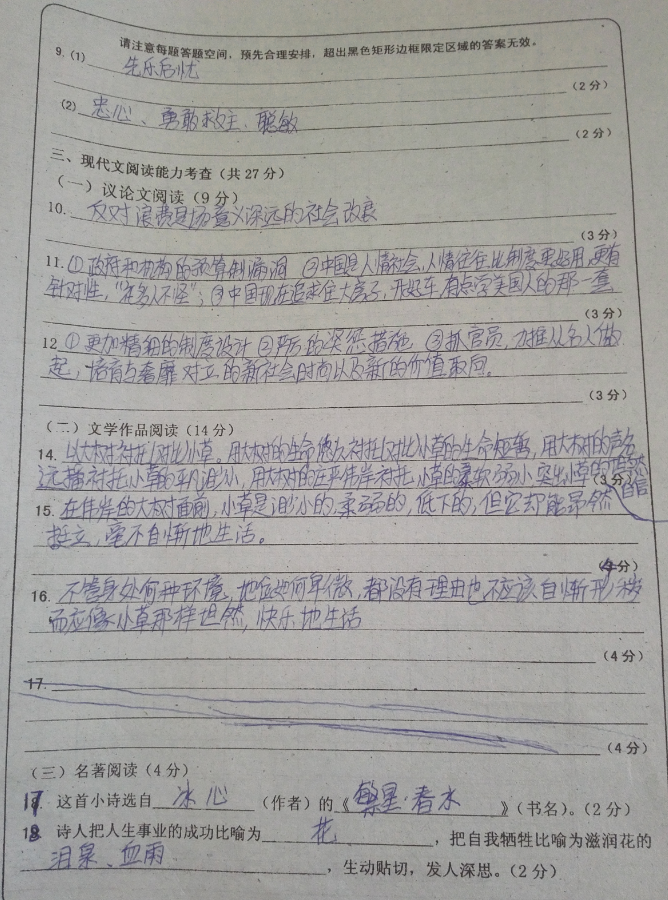 请注意每题答题空间，预先合理安排，超出黑色矩形边框限定区域的答案无效。
9.(1) 先乐后忧 (2分)
(2) 忠心、勇敢救主、聪敏 (2分)
三、现代文阅读能力考查（共27分）
（一）议论文阅读（9分）
10. 反对浪费是场意义深远的社会改良
(3分)
11. ①政府和机构的预算制漏洞 ②中国是人情社会,人情往往比制度更好用,更有
针对性,“礼多人不怪”;③中国现在追求住大房子,开好车,有点学美国人的那一套
(3分)
12 ①更加精细的制度设计 ②严厉的奖惩措施 ③抓官员,力推从名人做
起,培育与奢靡对立的新社会时尚以及新的价值取向。
(3分)
（二）文学作品阅读（14分）
14. 以大树衬托(对比)小草。用大树的生命悠久衬托(对比)小草的生命短暂,用大树的声名
远播衬托小草的平凡渺小,用大树的庄严伟岸衬托小草的柔软弱小突出小草的坦然
(3分) 自信
15. 在伟岸的大树面前,小草是渺小的,柔弱的,低下的,但它却能昂然
挺立,毫不自惭地生活。
(4分)
16. 不管身处何种环境,地位如何卑微,都没有理由也不应该自惭形秽
而应像小草那样坦然,快乐地生活
(4分)
17.
(4分)
（三）名著阅读（4分）
17 这首小诗选自 冰心 （作者）的《 繁星·春水 》（书名）。（2分）
18 诗人把人生事业的成功比喻为 花 ，把自我牺牲比喻为滋润花的
泪泉、血雨 ，生动贴切，发人深思。（2分）